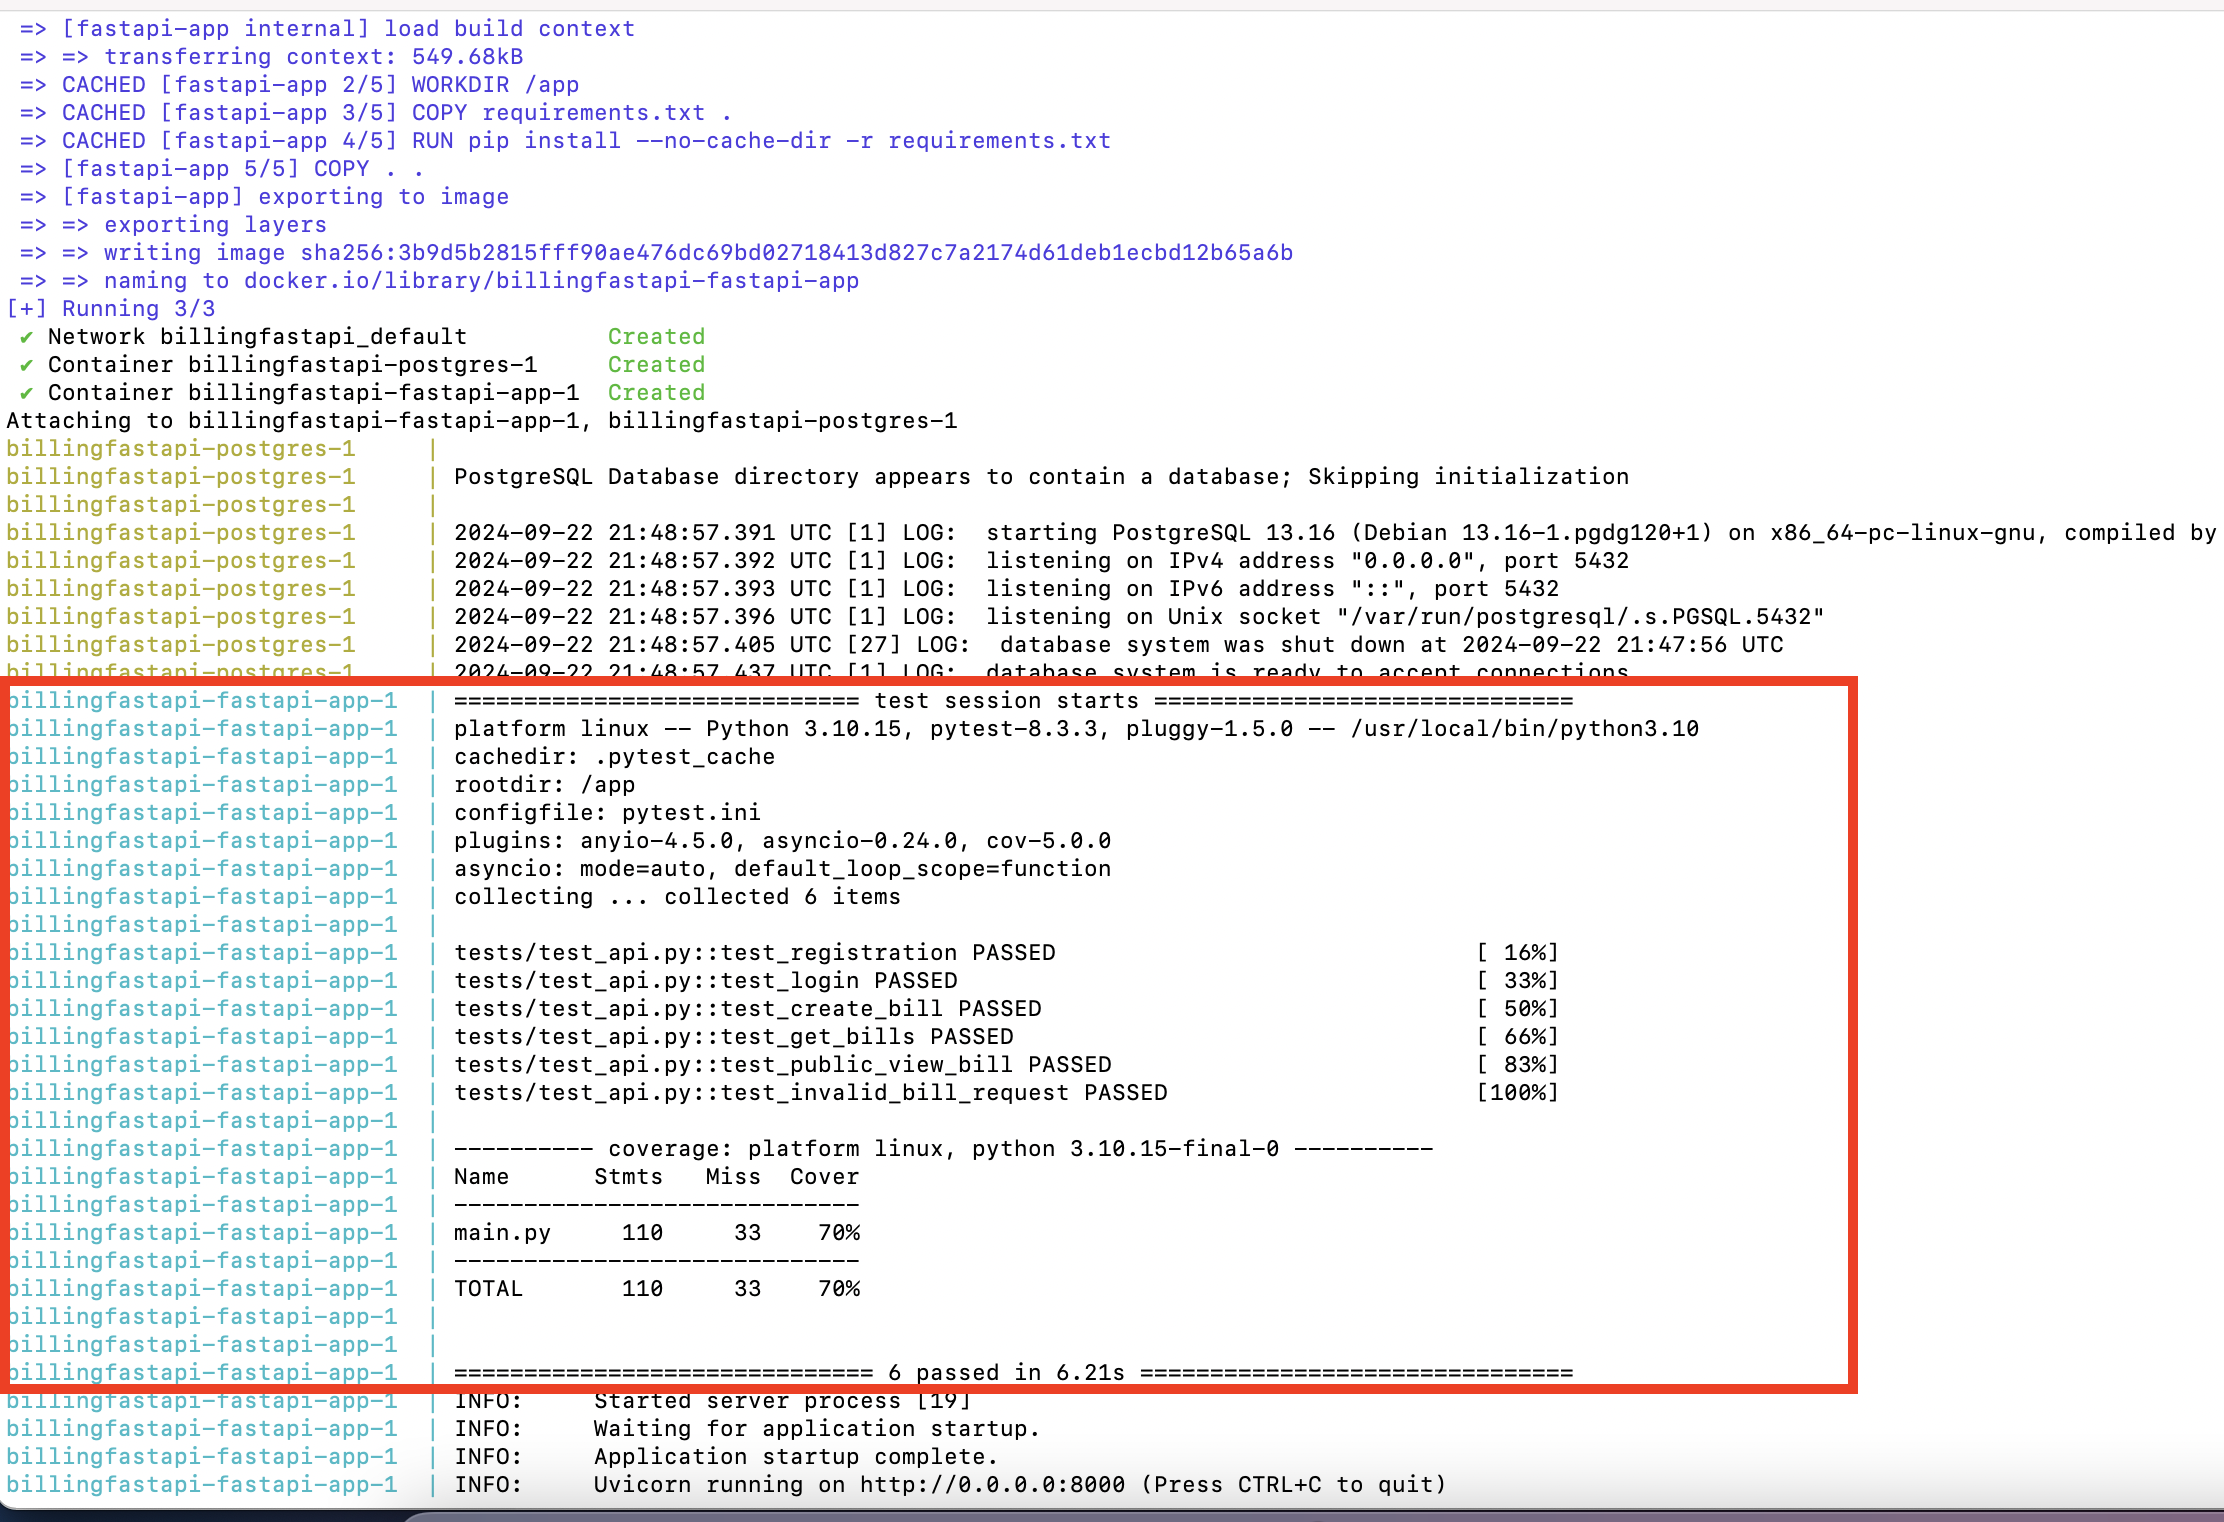 => [fastapi-app internal] load build context
=> => transferring context: 549.68kB
=> CACHED [fastapi-app 2/5] WORKDIR /app
=> CACHED [fastapi-app 3/5] COPY requirements.txt .
=> CACHED [fastapi-app 4/5] RUN pip install --no-cache-dir -r requirements.txt
=> [fastapi-app 5/5] COPY . .
=> [fastapi-app] exporting to image
=> => exporting layers
=> => writing image sha256:3b9d5b2815fff90ae476dc69bd02718413d827c7a2174d61deb1ecbd12b65a6b
=> => naming to docker.io/library/billingfastapi-fastapi-app
[+] Running 3/3
✔ Network billingfastapi_default          Created
✔ Container billingfastapi-postgres-1     Created
✔ Container billingfastapi-fastapi-app-1  Created
Attaching to billingfastapi-fastapi-app-1, billingfastapi-postgres-1
billingfastapi-postgres-1     |
billingfastapi-postgres-1     | PostgreSQL Database directory appears to contain a database; Skipping initialization
billingfastapi-postgres-1     |
billingfastapi-postgres-1     | 2024-09-22 21:48:57.391 UTC [1] LOG:  starting PostgreSQL 13.16 (Debian 13.16-1.pgdg120+1) on x86_64-pc-linux-gnu, compiled by
billingfastapi-postgres-1     | 2024-09-22 21:48:57.392 UTC [1] LOG:  listening on IPv4 address "0.0.0.0", port 5432
billingfastapi-postgres-1     | 2024-09-22 21:48:57.393 UTC [1] LOG:  listening on IPv6 address "::", port 5432
billingfastapi-postgres-1     | 2024-09-22 21:48:57.396 UTC [1] LOG:  listening on Unix socket "/var/run/postgresql/.s.PGSQL.5432"
billingfastapi-postgres-1     | 2024-09-22 21:48:57.405 UTC [27] LOG:  database system was shut down at 2024-09-22 21:47:56 UTC
billingfastapi-postgres-1     | 2024-09-22 21:48:57.437 UTC [1] LOG:  database system is ready to accept connections
billingfastapi-fastapi-app-1  | ============================= test session starts ==============================
billingfastapi-fastapi-app-1  | platform linux -- Python 3.10.15, pytest-8.3.3, pluggy-1.5.0 -- /usr/local/bin/python3.10
billingfastapi-fastapi-app-1  | cachedir: .pytest_cache
billingfastapi-fastapi-app-1  | rootdir: /app
billingfastapi-fastapi-app-1  | configfile: pytest.ini
billingfastapi-fastapi-app-1  | plugins: anyio-4.5.0, asyncio-0.24.0, cov-5.0.0
billingfastapi-fastapi-app-1  | asyncio: mode=auto, default_loop_scope=function
billingfastapi-fastapi-app-1  | collecting ... collected 6 items
billingfastapi-fastapi-app-1  |
billingfastapi-fastapi-app-1  | tests/test_api.py::test_registration PASSED                              [ 16%]
billingfastapi-fastapi-app-1  | tests/test_api.py::test_login PASSED                                     [ 33%]
billingfastapi-fastapi-app-1  | tests/test_api.py::test_create_bill PASSED                               [ 50%]
billingfastapi-fastapi-app-1  | tests/test_api.py::test_get_bills PASSED                                 [ 66%]
billingfastapi-fastapi-app-1  | tests/test_api.py::test_public_view_bill PASSED                          [ 83%]
billingfastapi-fastapi-app-1  | tests/test_api.py::test_invalid_bill_request PASSED                      [100%]
billingfastapi-fastapi-app-1  |
billingfastapi-fastapi-app-1  | ---------- coverage: platform linux, python 3.10.15-final-0 ----------
billingfastapi-fastapi-app-1  | Name      Stmts   Miss  Cover
billingfastapi-fastapi-app-1  | -----------------------------
billingfastapi-fastapi-app-1  | main.py     110     33    70%
billingfastapi-fastapi-app-1  | -----------------------------
billingfastapi-fastapi-app-1  | TOTAL       110     33    70%
billingfastapi-fastapi-app-1  |
billingfastapi-fastapi-app-1  |
billingfastapi-fastapi-app-1  | ============================== 6 passed in 6.21s ===============================
billingfastapi-fastapi-app-1  | INFO:     Started server process [19]
billingfastapi-fastapi-app-1  | INFO:     Waiting for application startup.
billingfastapi-fastapi-app-1  | INFO:     Application startup complete.
billingfastapi-fastapi-app-1  | INFO:     Uvicorn running on http://0.0.0.0:8000 (Press CTRL+C to quit)